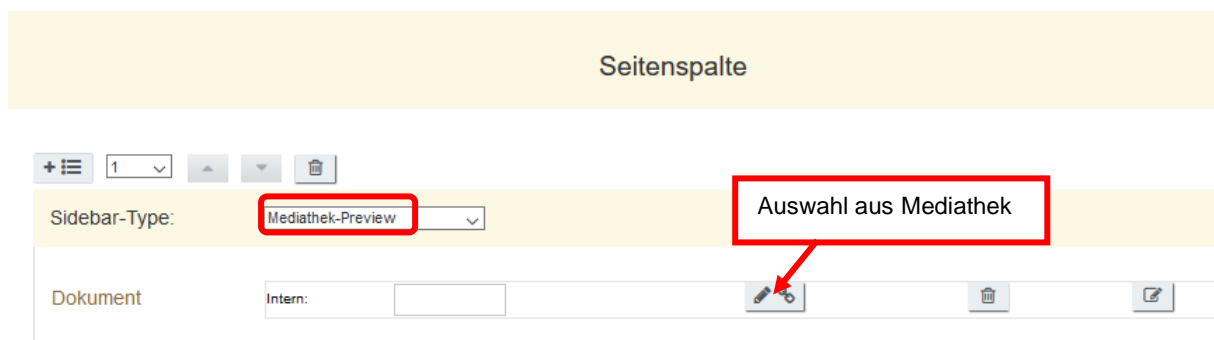 Seitenspalte
1
Sidebar-Type: Mediathek-Preview
Auswahl aus Mediathek
Dokument Intern: